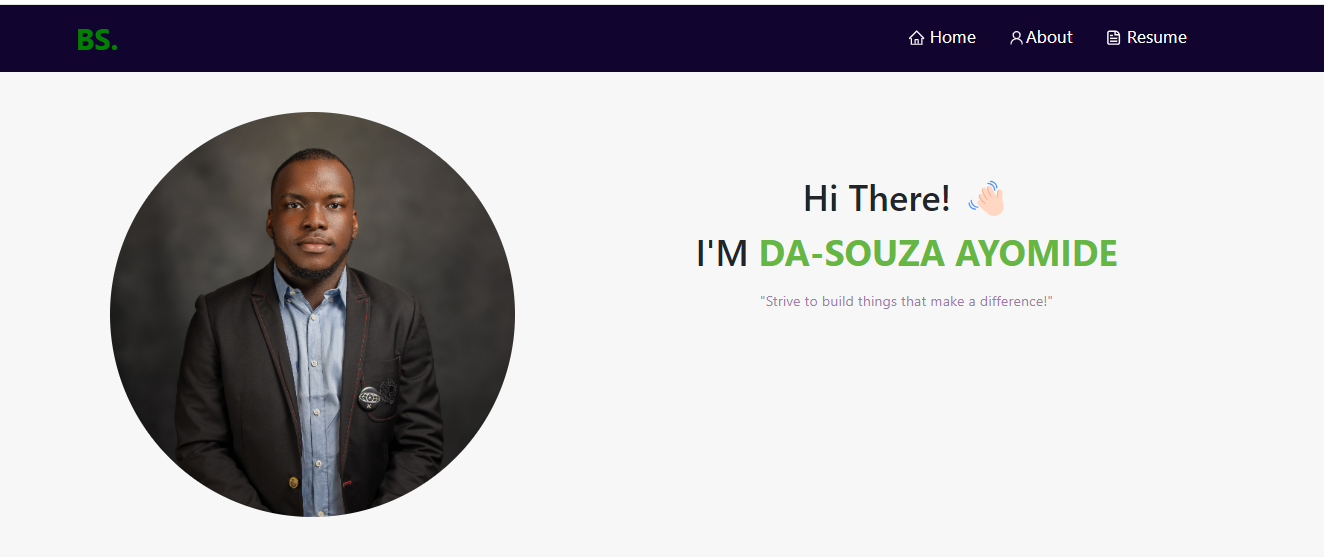 BS.
Home About Resume
Hi There! 👋🏻
I'M DA-SOUZA AYOMIDE
"Strive to build things that make a difference!"